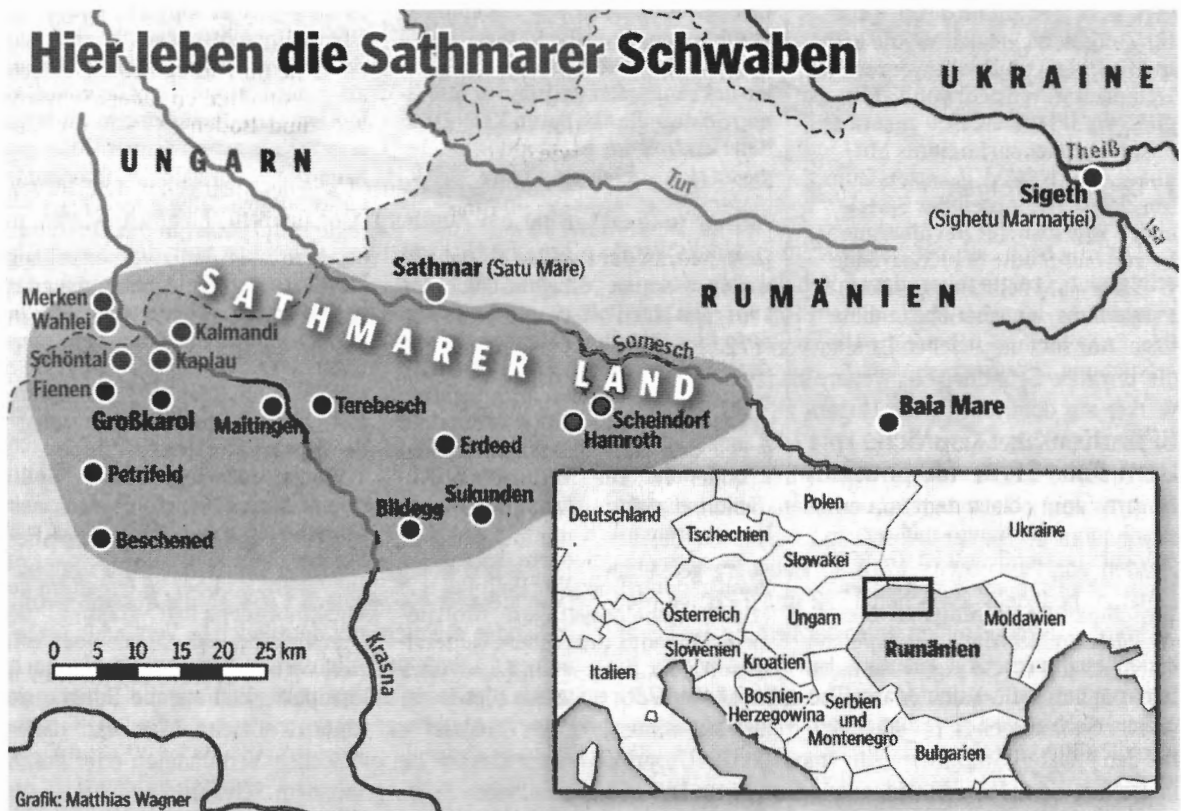 Hier leben die Sathmarer Schwaben
UKRAINE
UNGARN
Theiß
Tur
Sigeth
(Sighetu Marmatiei)
Isa
Sathmar (Satu Mare)
RUMÄNIEN
SATHMARER LAND
Merken
Wahlei
Kalmandi
Somesch
Schöntal
Kaplau
Fienen
Großkarol
Maitingen
Terebesch
Scheindorf
Hamroth
Baia Mare
Erdeed
Petrifeld
Sukunden
Bildegg
Beschened
Krasna
0 5 10 15 20 25 km
Polen
Deutschland
Tschechien
Ukraine
Slowakei
Österreich
Ungarn
Moldawien
Slowenien
Rumänien
Italien
Kroatien
Bosnien-
Herzegowina
Serbien
und
Montenegro
Bulgarien
Grafik: Matthias Wagner